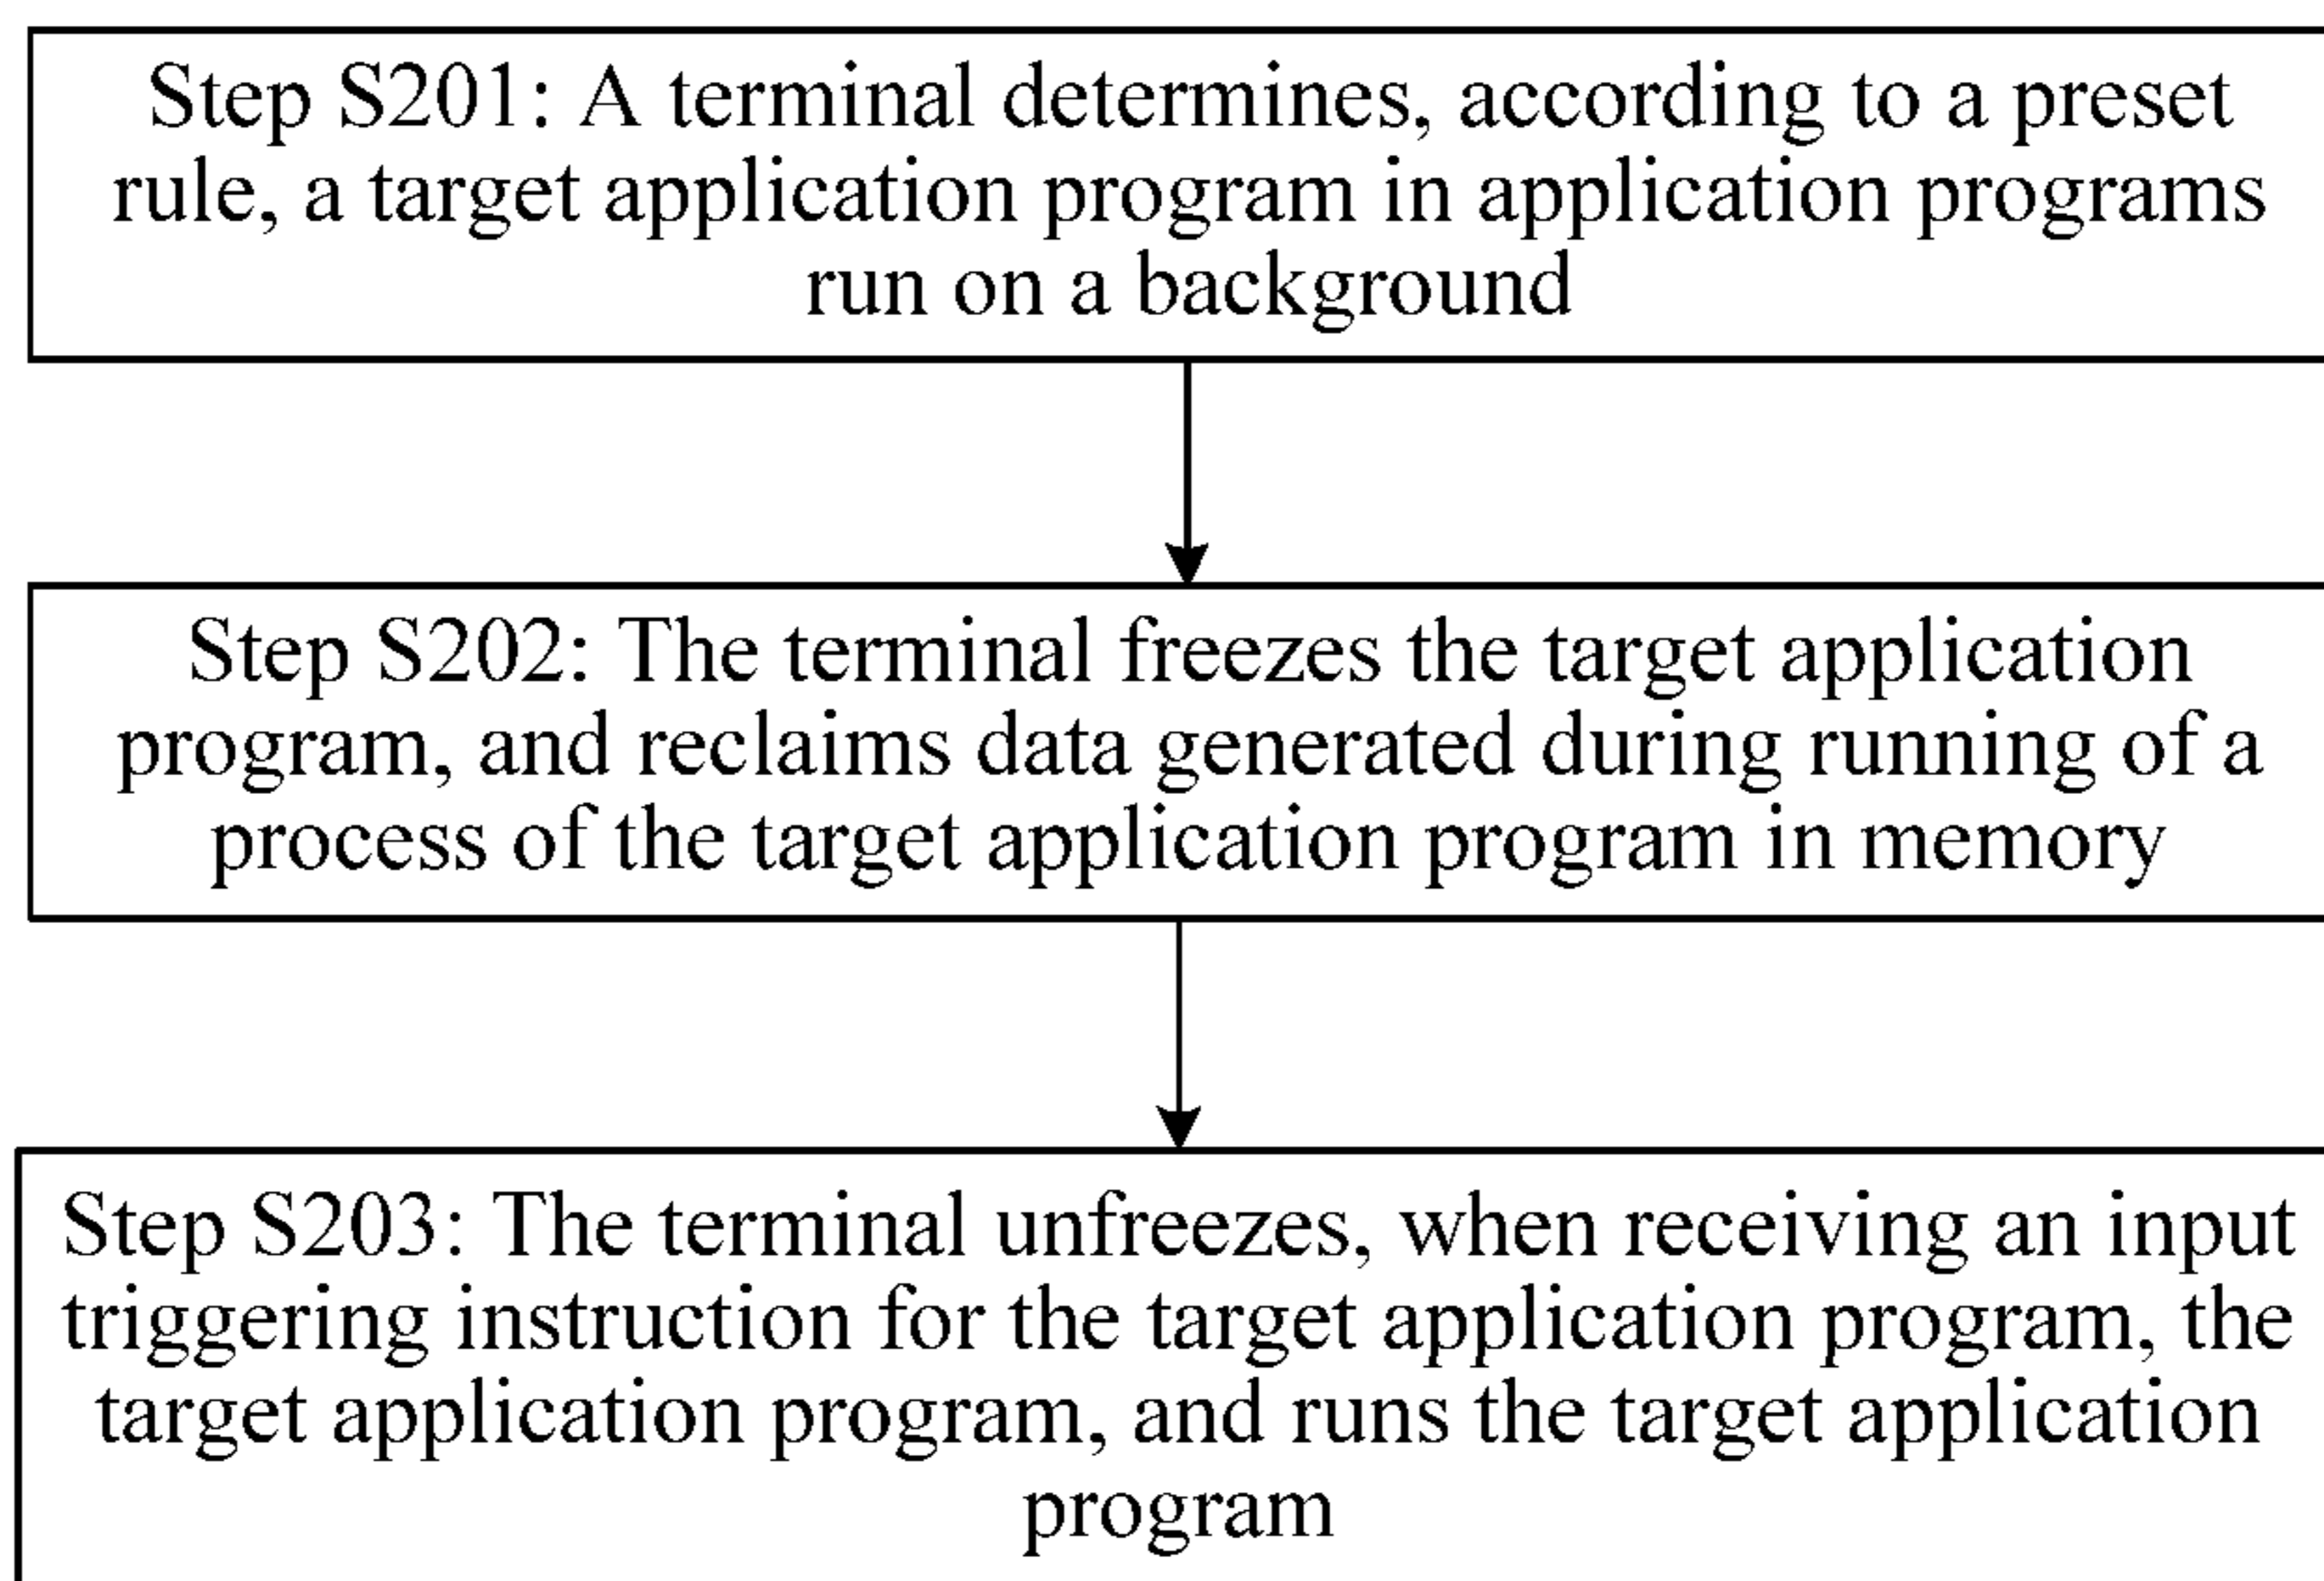 Step S201: A terminal determines, according to a preset
rule, a target application program in application programs
run on a background
Step S202: The terminal freezes the target application
program, and reclaims data generated during running of a
process of the target application program in memory
Step S203: The terminal unfreezes, when receiving an input
triggering instruction for the target application program, the
target application program, and runs the target application
program